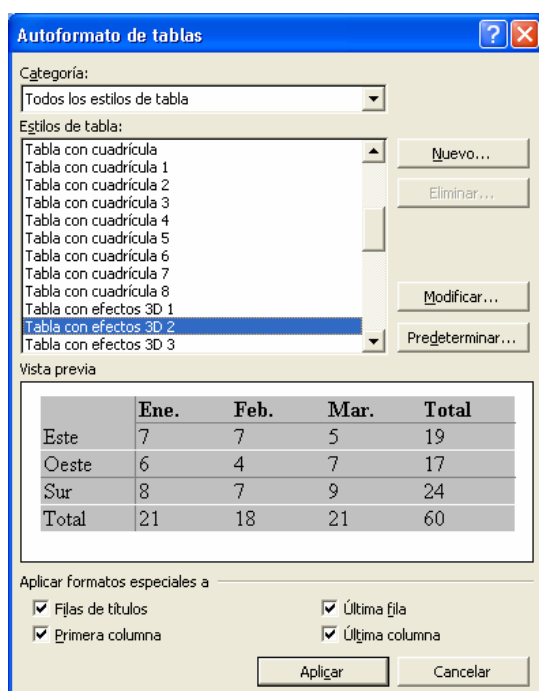 Autoformato de tablas
Categoría:
Todos los estilos de tabla
Estilos de tabla:
Tabla con cuadrícula
Tabla con cuadrícula 1
Tabla con cuadrícula 2
Tabla con cuadrícula 3
Tabla con cuadrícula 4
Tabla con cuadrícula 5
Tabla con cuadrícula 6
Tabla con cuadrícula 7
Tabla con cuadrícula 8
Tabla con efectos 3D 1
Tabla con efectos 3D 2
Tabla con efectos 3D 3
Nuevo...
Eliminar...
Modificar...
Predeterminar...
Vista previa
Ene. Feb. Mar. Total
Este 7 7 5 19
Oeste 6 4 7 17
Sur 8 7 9 24
Total 21 18 21 60
Aplicar formatos especiales a
Filas de títulos Última fila
Primera columna Última columna
Aplicar Cancelar